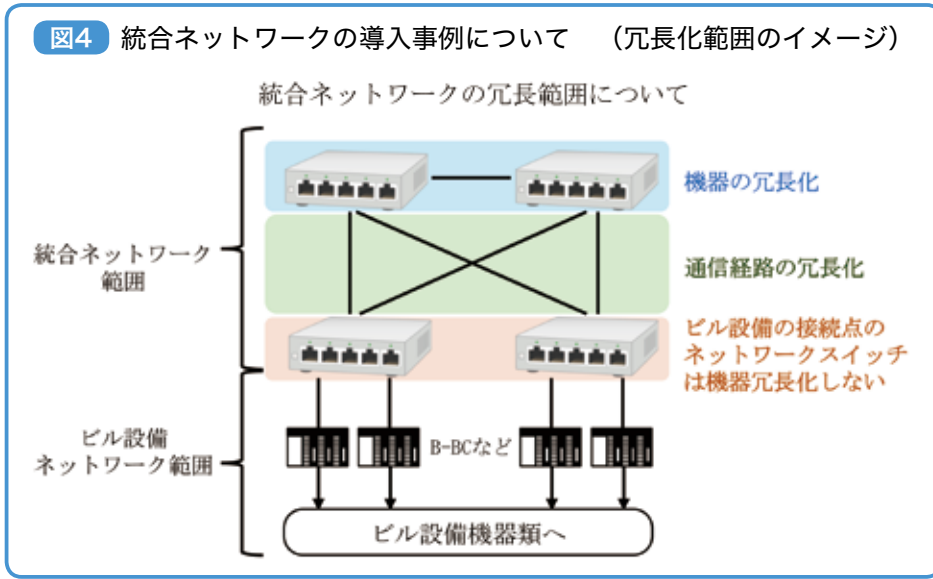 図4 統合ネットワークの導入事例について （冗長化範囲のイメージ）
統合ネットワークの冗長範囲について
機器の冗長化
統合ネットワーク
範囲
通信経路の冗長化
ビル設備の接続点の
ネットワークスイッチ
は機器冗長化しない
ビル設備
ネットワーク範囲
B-BCなど
ビル設備機器類へ